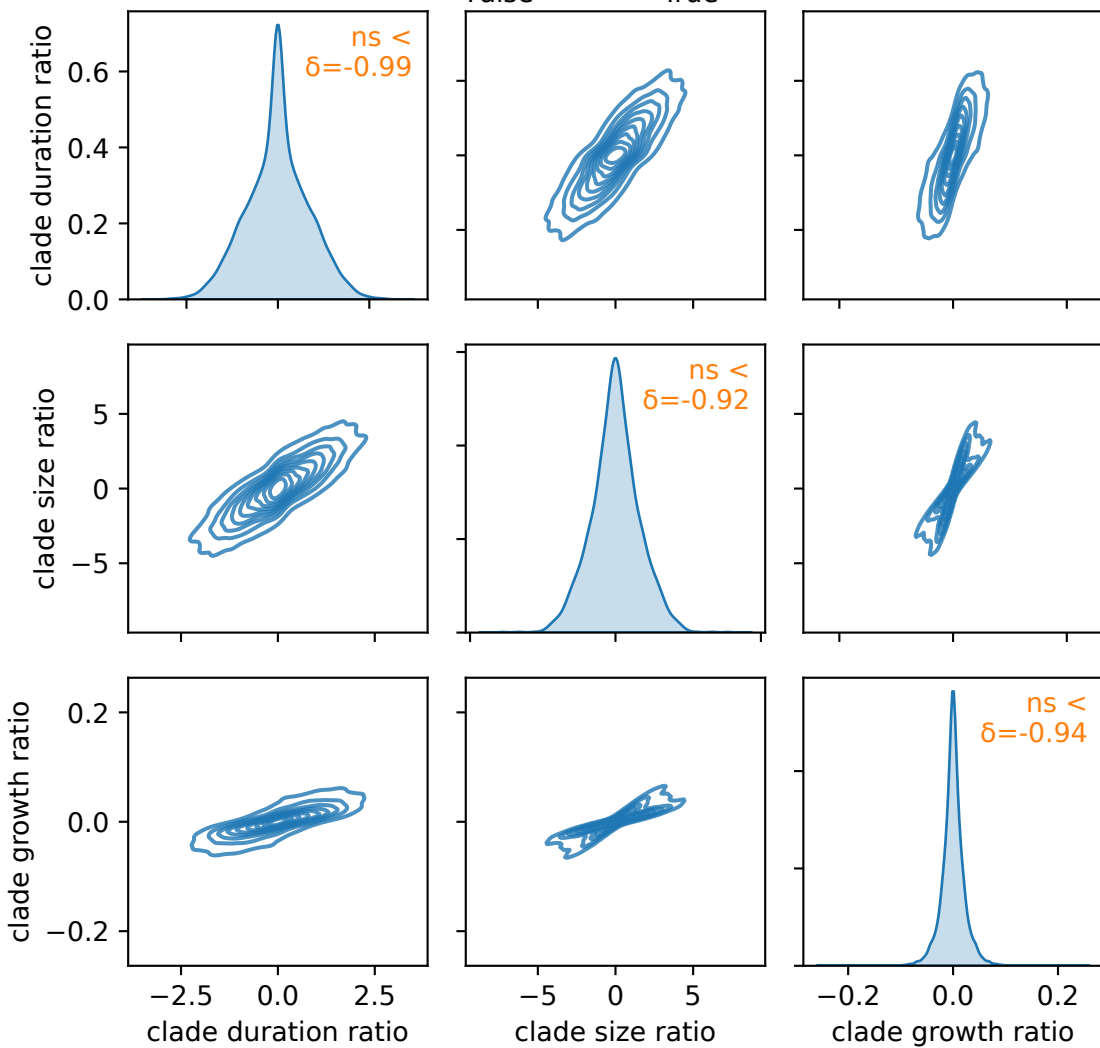 clade duration ratio
0.6
0.4
0.2
0.0
ns <
δ=-0.99
clade size ratio
5
0
−5
ns <
δ=-0.92
clade growth ratio
0.2
0.0
−0.2
ns <
δ=-0.94
−2.5 0.0 2.5
clade duration ratio
−5 0 5
clade size ratio
−0.2 0.0 0.2
clade growth ratio